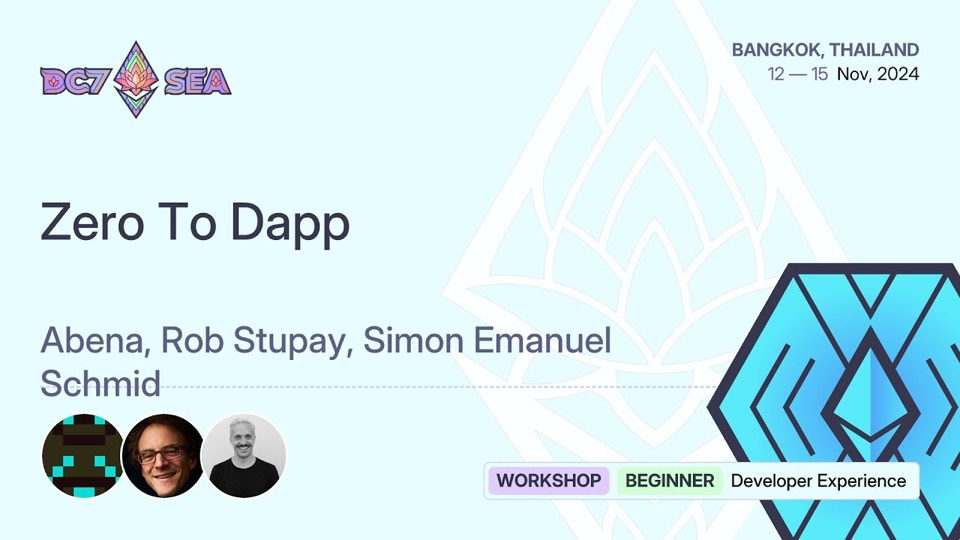 DC7 SEA
BANGKOK, THAILAND
12 — 15 Nov, 2024
Zero To Dapp
Abena, Rob Stupay, Simon Emanuel
Schmid
WORKSHOP BEGINNER Developer Experience